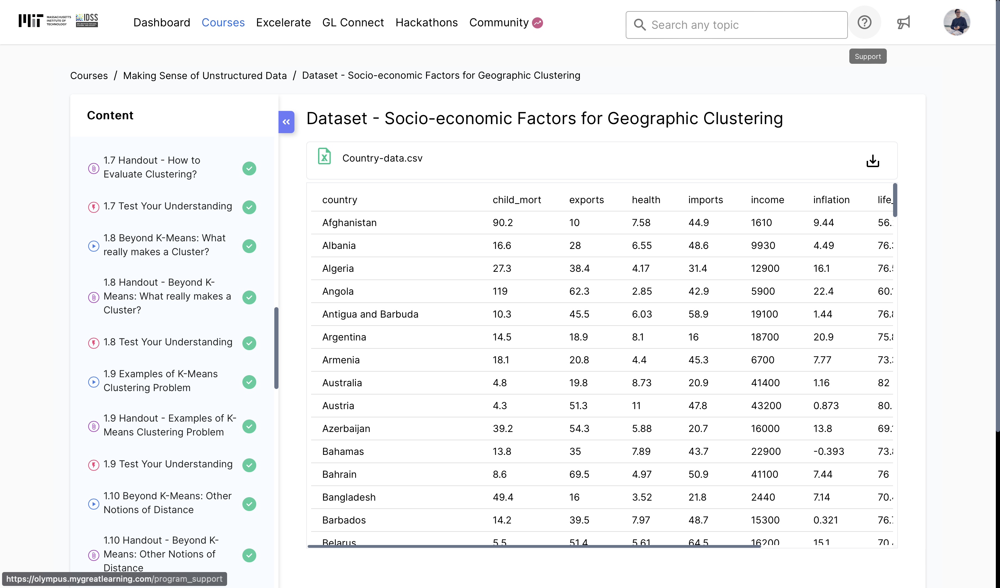 MIT MASSACHUSETTS
INSTITUTE OF
TECHNOLOGY
IDSS
Dashboard Courses Excelerate GL Connect Hackathons Community
Search any topic
Support
Courses / Making Sense of Unstructured Data / Dataset - Socio-economic Factors for Geographic Clustering
Content
1.7 Handout - How to
Evaluate Clustering?
1.7 Test Your Understanding
1.8 Beyond K-Means: What
really makes a Cluster?
1.8 Handout - Beyond K-
Means: What really makes a
Cluster?
1.8 Test Your Understanding
1.9 Examples of K-Means
Clustering Problem
1.9 Handout - Examples of K-
Means Clustering Problem
1.9 Test Your Understanding
1.10 Beyond K-Means: Other
Notions of Distance
1.10 Handout - Beyond K-
Means: Other Notions of
Distance
Dataset - Socio-economic Factors for Geographic Clustering
Country-data.csv
country child_mort exports health imports income inflation life_
Afghanistan 90.2 10 7.58 44.9 1610 9.44 56.
Albania 16.6 28 6.55 48.6 9930 4.49 76.
Algeria 27.3 38.4 4.17 31.4 12900 16.1 76.
Angola 119 62.3 2.85 42.9 5900 22.4 60.
Antigua and Barbuda 10.3 45.5 6.03 58.9 19100 1.44 76.
Argentina 14.5 18.9 8.1 16 18700 20.9 75.
Armenia 18.1 20.8 4.4 45.3 6700 7.77 73.
Australia 4.8 19.8 8.73 20.9 41400 1.16 82
Austria 4.3 51.3 11 47.8 43200 0.873 80.
Azerbaijan 39.2 54.3 5.88 20.7 16000 13.8 69.
Bahamas 13.8 35 7.89 43.7 22900 -0.393 73.
Bahrain 8.6 69.5 4.97 50.9 41100 7.44 76
Bangladesh 49.4 16 3.52 21.8 2440 7.14 70.
Barbados 14.2 39.5 7.97 48.7 15300 0.321 76.
Belarus 5.5 51.4 5.61 64.5 16200 15.1 70.
https://olympus.mygreatlearning.com/program_support